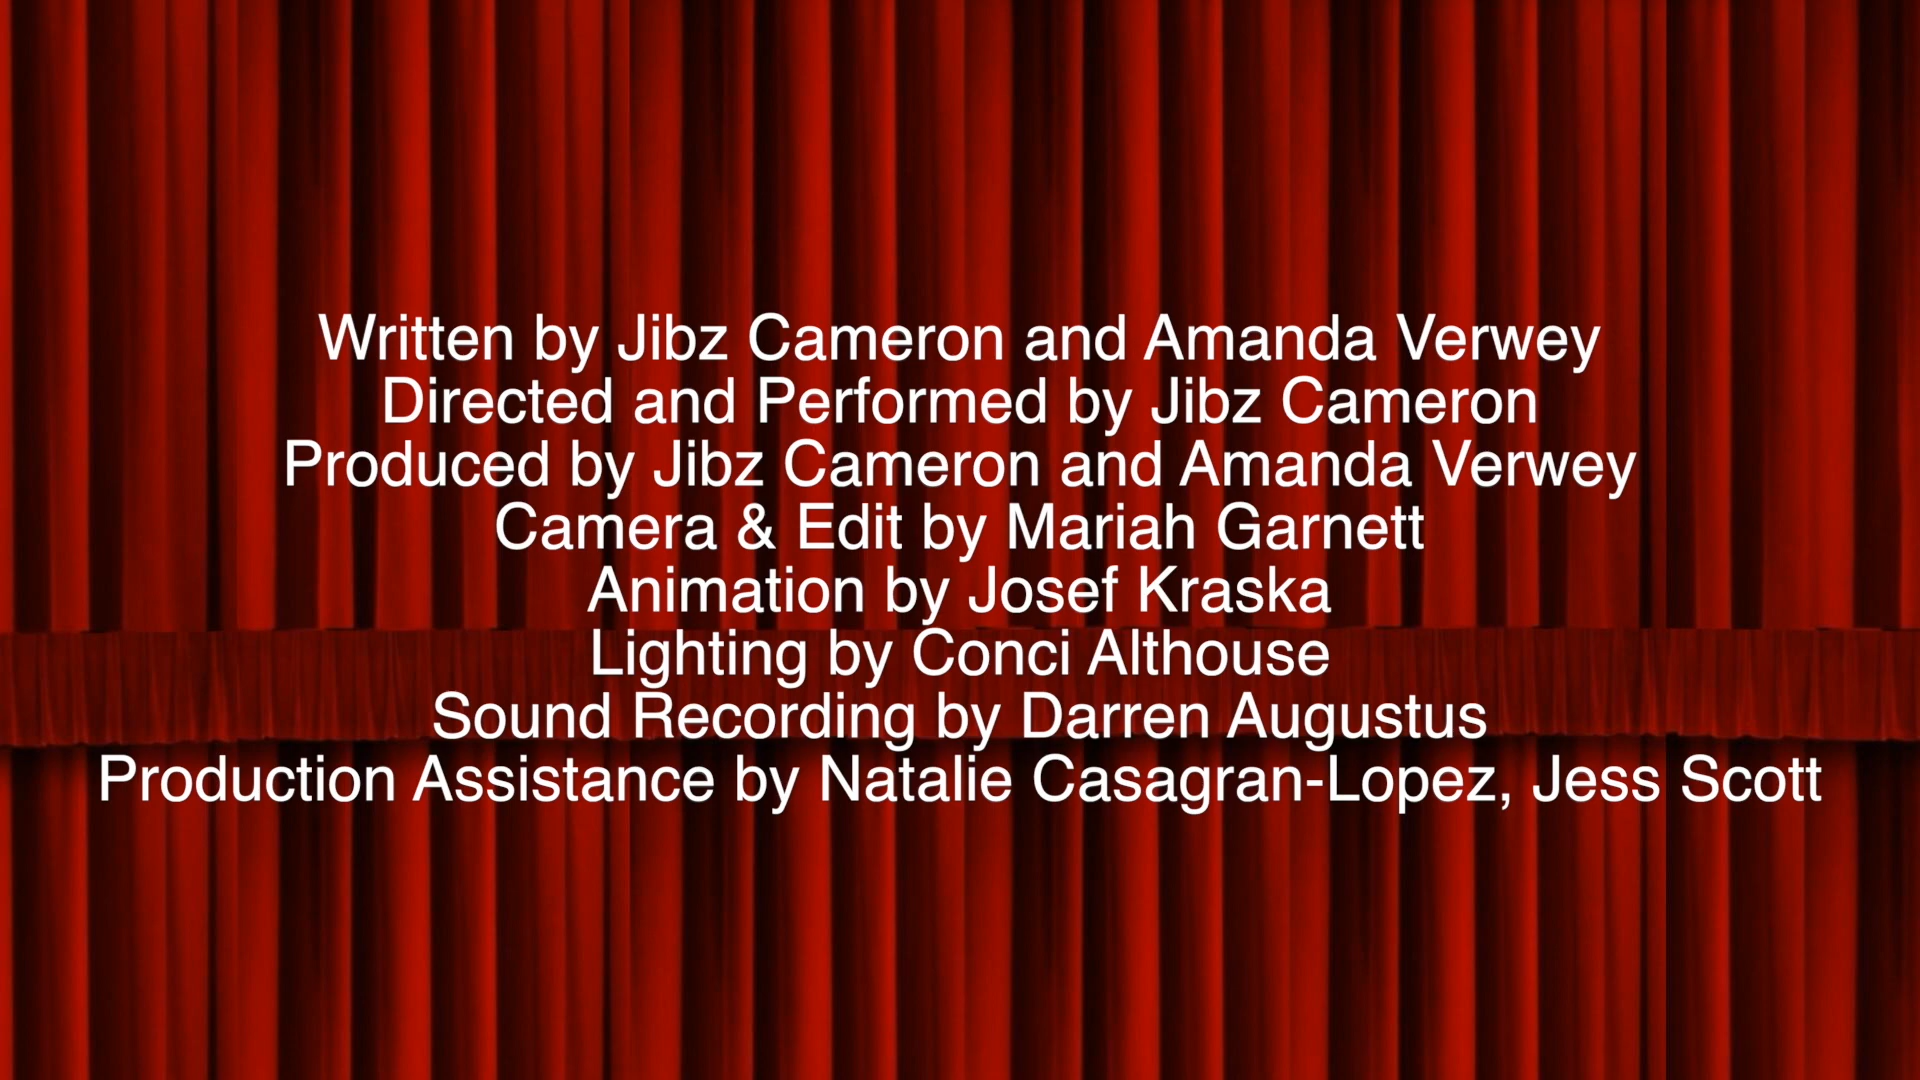 Written by Jibz Cameron and Amanda Verwey
Directed and Performed by Jibz Cameron
Produced by Jibz Cameron and Amanda Verwey
Camera & Edit by Mariah Garnett
Animation by Josef Kraska
Lighting by Conci Althouse
Sound Recording by Darren Augustus
Production Assistance by Natalie Casagran-Lopez, Jess Scott